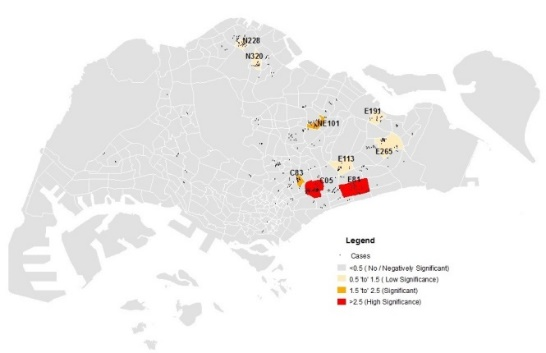 N228
N320
NE101
E191
E265
E113
C83
C05
E81
Legend
Cases
<0.5 ( No / Negatively Significant)
0.5 'to' 1.5 ( Low Significance)
1.5 'to' 2.5 (Significant)
>2.5 (High Significance)